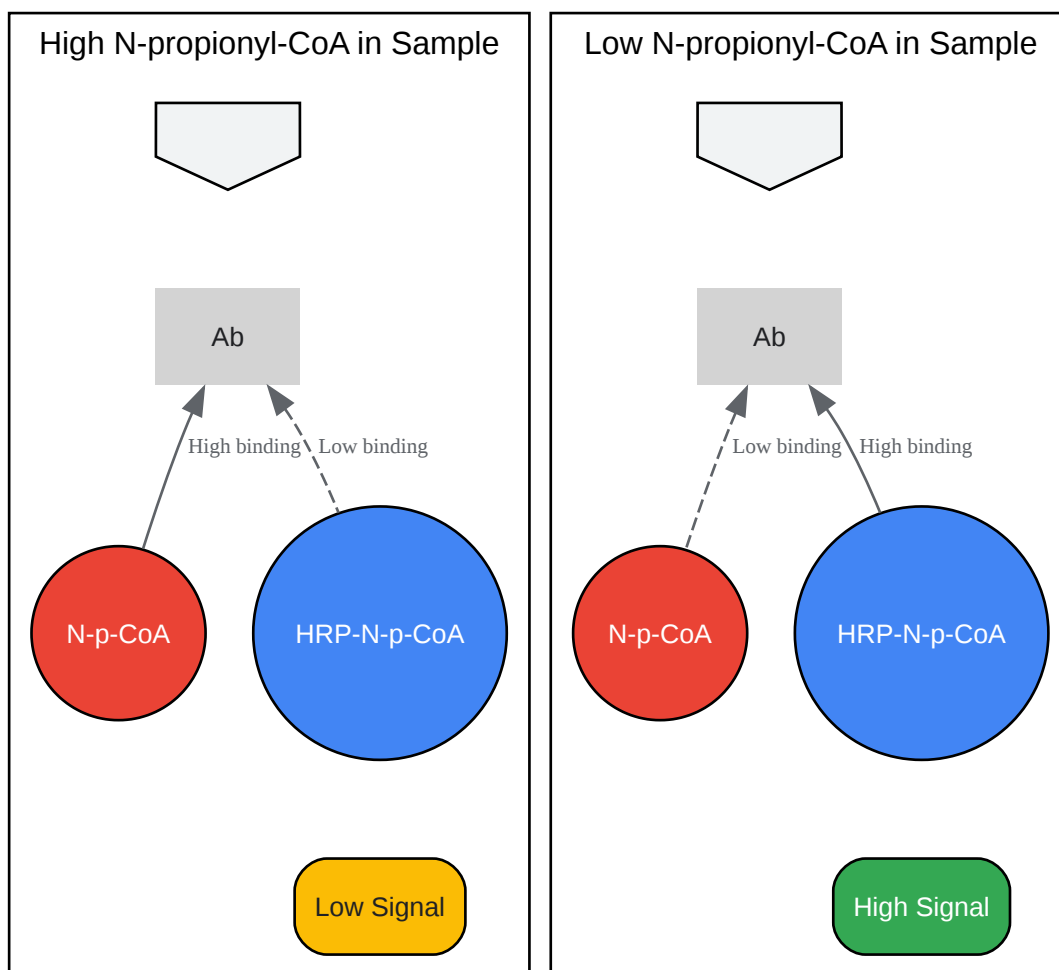 High N-propionyl-CoA in Sample
Ab
High binding
Low binding
N-p-CoA
HRP-N-p-CoA
Low Signal
Low N-propionyl-CoA in Sample
Ab
Low binding
High binding
N-p-CoA
HRP-N-p-CoA
High Signal